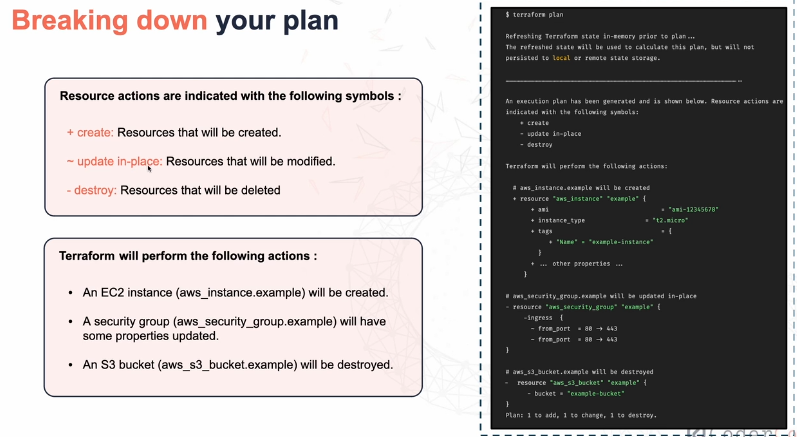 Breaking down your plan
Resource actions are indicated with the following symbols :
+ create: Resources that will be created.
~ update in-place: Resources that will be modified.
- destroy: Resources that will be deleted
Terraform will perform the following actions :
• An EC2 instance (aws_instance.example) will be created.
• A security group (aws_security_group.example) will have
some properties updated.
• An S3 bucket (aws_s3_bucket.example) will be destroyed.
$ terraform plan
Refreshing Terraform state in-memory prior to plan...
The refreshed state will be used to calculate this plan, but will not
persisted to local or remote state storage.
An execution plan has been generated and is shown below. Resource actions are
indicated with the following symbols:
+ create
- update in-place
- destroy
Terraform will perform the following actions:
# aws_instance.example will be created
+ resource "aws_instance" "example" {
+ ami = "ami-12345678"
+ instance_type = "t2.micro"
+ tags = {
+ "Name" = "example-instance"
}
+ ... other properties ...
}
# aws_security_group.example will be updated in-place
- resource "aws_security_group" "example" {
-ingress {
- from_port = 80 → 443
- from_port = 80 → 443
}
# aws_s3_bucket.example will be destroyed
- resource "aws_s3_bucket" "example" {
- bucket = "example-bucket"
}
Plan: 1 to add, 1 to change, 1 to destroy.